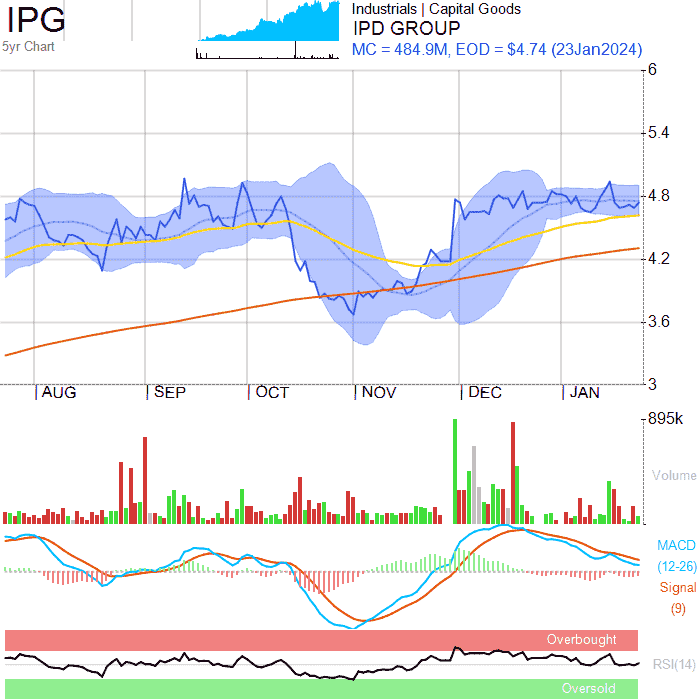 IPG
5yr Chart
Industrials | Capital Goods
IPD GROUP
MC = 484.9M, EOD = $4.74 (23Jan2024)
6
5.4
4.8
4.2
3.6
3
AUG SEP OCT NOV DEC JAN
895k
Volume
MACD
(12-26)
Signal
(9)
Overbought
RSI(14)
Oversold